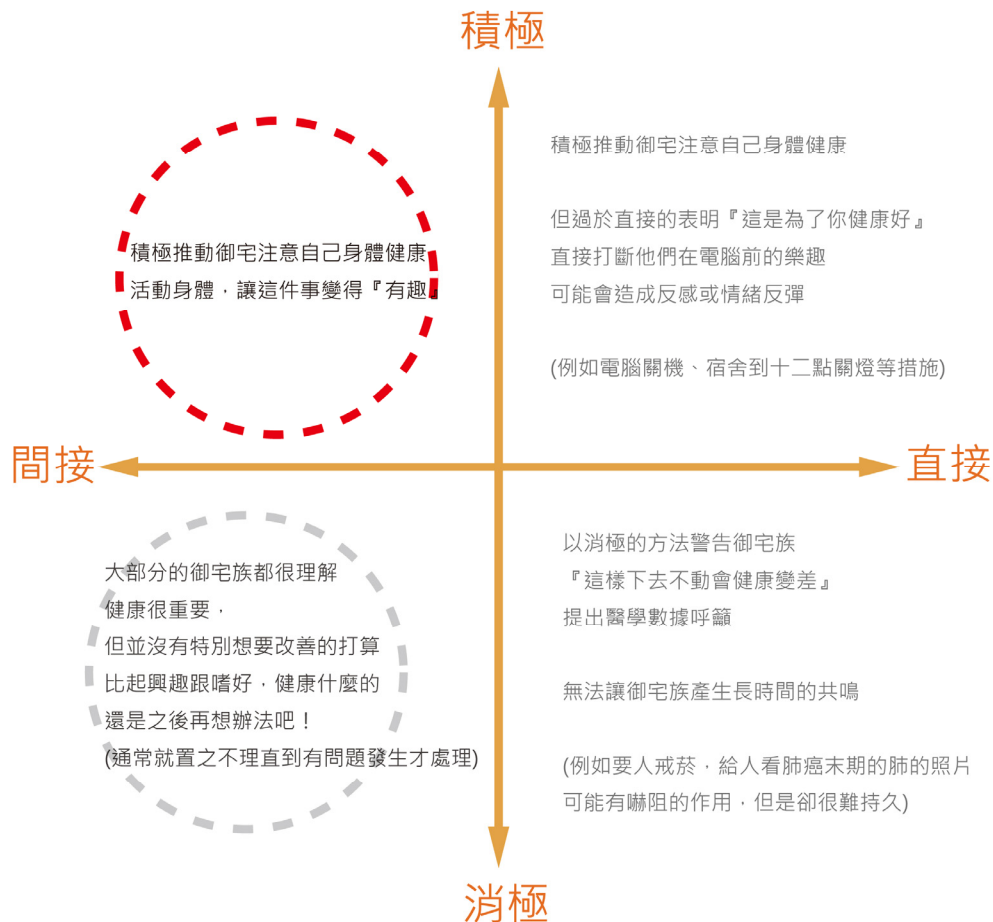 積極
積極推動御宅注意自己身體健康
但過於直接的表明『這是為了你健康好』
直接打斷他們在電腦前的樂趣
可能會造成反感或情緒反彈
(例如電腦關機、宿舍到十二點關燈等措施)
積極推動御宅注意自己身體健康
活動身體，讓這件事變得『有�』
間接
直接
大部分的御宅族都很理解
健康很重要，
但並沒有特別想要改善的打算
比起興趣跟嗜好，健康什麼的
還是之後再想辦法吧！
(通常就置之不理直到有問題發生才處理)
以消極的方法警告御宅族
『這樣下去不動會健康變差』
提出醫學數據呼籲
無法讓御宅族產生長時間的共鳴
(例如要人戒菸，給人看肺癌末期的肺的照片
可能有嚇阻的作用，但是卻很難持久)
消極